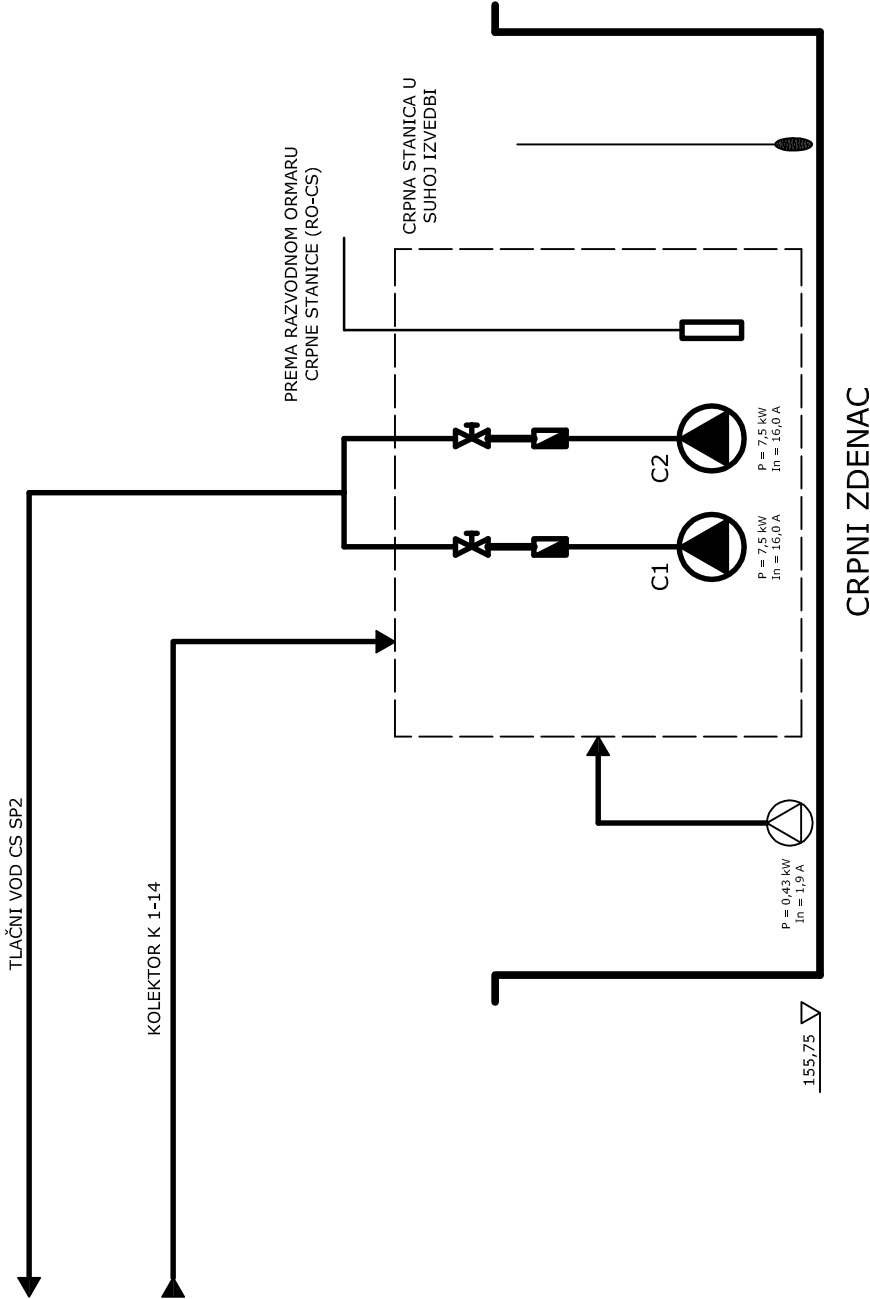 TLAČNI VOD CS SP2
KOLEKTOR K 1-14
PREMA RAZVODNOM ORMARU
CRPNE STANICE (RO-CS)
CRPNA STANICA U
SUHOJ IZVEDBI
C1
P = 7,5 kW
In = 16,0 A
C2
P = 7,5 kW
In = 16,0 A
P = 0,43 kW
In = 1,9 A
155,75
CRPNI ZDENAC